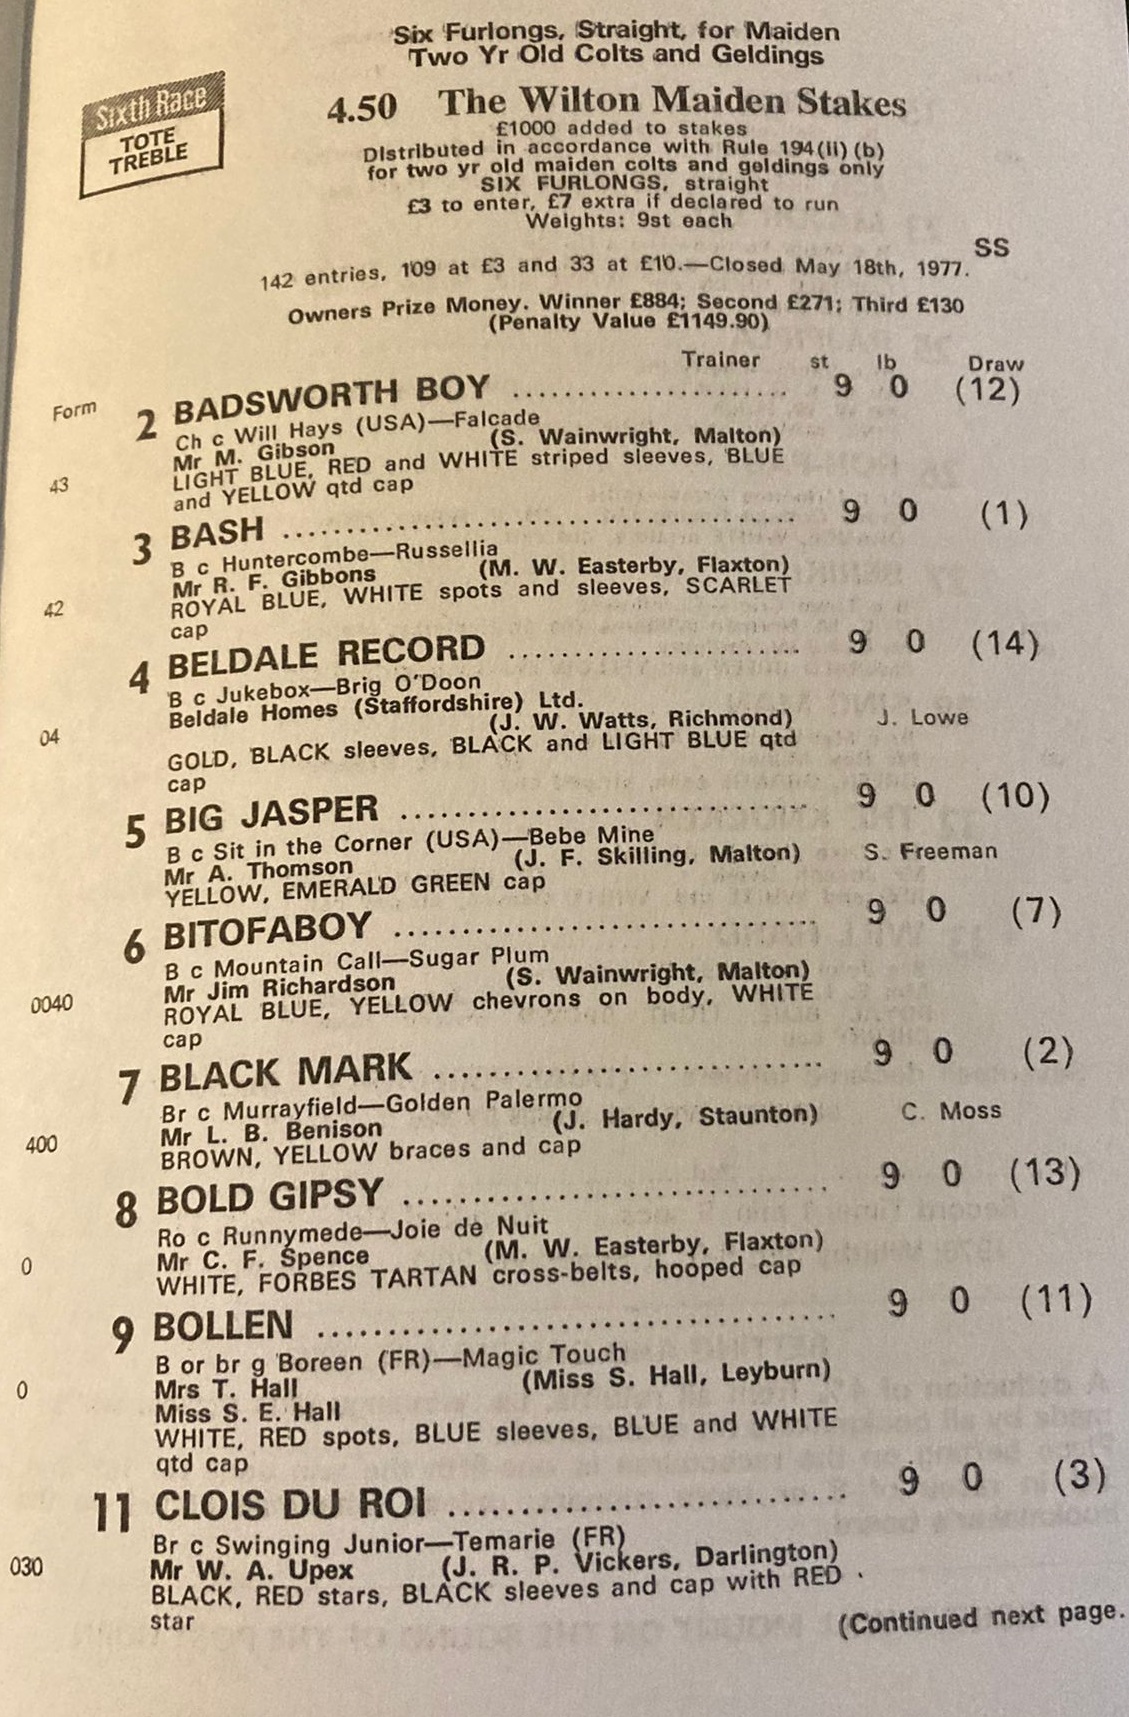 Six Furlongs, Straight, for Maiden
Two Yr Old Colts and Geldings
Sixth Race
TOTE
TREBLE
4.50 The Wilton Maiden Stakes
£1000 added to stakes
Distributed in accordance with Rule 194(ii) (b)
for two yr old maiden colts and geldings only
SIX FURLONGS, straight
£3 to enter, £7 extra if declared to run
Weights: 9st each
SS
142 entries, 109 at £3 and 33 at £10.—Closed May 18th, 1977.
Owners Prize Money. Winner £884; Second £271; Third £130
(Penalty Value £1149.90)
Trainer st lb Draw
Form 2 BADSWORTH BOY .......................... 9 0 (12)
Ch c Will Hays (USA)—Falcade
Mr M. Gibson (S. Wainwright, Malton)
43 LIGHT BLUE, RED and WHITE striped sleeves, BLUE
and YELLOW qtd cap
3 BASH .......................................... 9 0 (1)
B c Huntercombe—Russellia
Mr R. F. Gibbons (M. W. Easterby, Flaxton)
42 ROYAL BLUE, WHITE spots and sleeves, SCARLET
cap
4 BELDALE RECORD .......................... 9 0 (14)
B c Jukebox—Brig O'Doon
Beldale Homes (Staffordshire) Ltd.
04 (J. W. Watts, Richmond) J. Lowe
GOLD, BLACK sleeves, BLACK and LIGHT BLUE qtd
cap
5 BIG JASPER ................................... 9 0 (10)
B c Sit in the Corner (USA)—Bebe Mine
Mr A. Thomson (J. F. Skilling, Malton) S. Freeman
YELLOW, EMERALD GREEN cap
6 BITOFABOY ................................... 9 0 (7)
B c Mountain Call—Sugar Plum
Mr Jim Richardson (S. Wainwright, Malton)
0040 ROYAL BLUE, YELLOW chevrons on body, WHITE
cap
7 BLACK MARK ................................ 9 0 (2)
Br c Murrayfield—Golden Palermo
Mr L. B. Benison (J. Hardy, Staunton) C. Moss
400 BROWN, YELLOW braces and cap
8 BOLD GIPSY ................................... 9 0 (13)
Ro c Runnymede—Joie de Nuit
Mr C. F. Spence (M. W. Easterby, Flaxton)
0 WHITE, FORBES TARTAN cross-belts, hooped cap
9 BOLLEN ........................................ 9 0 (11)
B or br g Boreen (FR)—Magic Touch
0 Mrs T. Hall (Miss S. Hall, Leyburn)
Miss S. E. Hall
WHITE, RED spots, BLUE sleeves, BLUE and WHITE
qtd cap
11 CLOIS DU ROI ................................ 9 0 (3)
Br c Swinging Junior—Temarie (FR)
030 Mr W. A. Upex (J. R. P. Vickers, Darlington)
BLACK, RED stars, BLACK sleeves and cap with RED
star
(Continued next page.